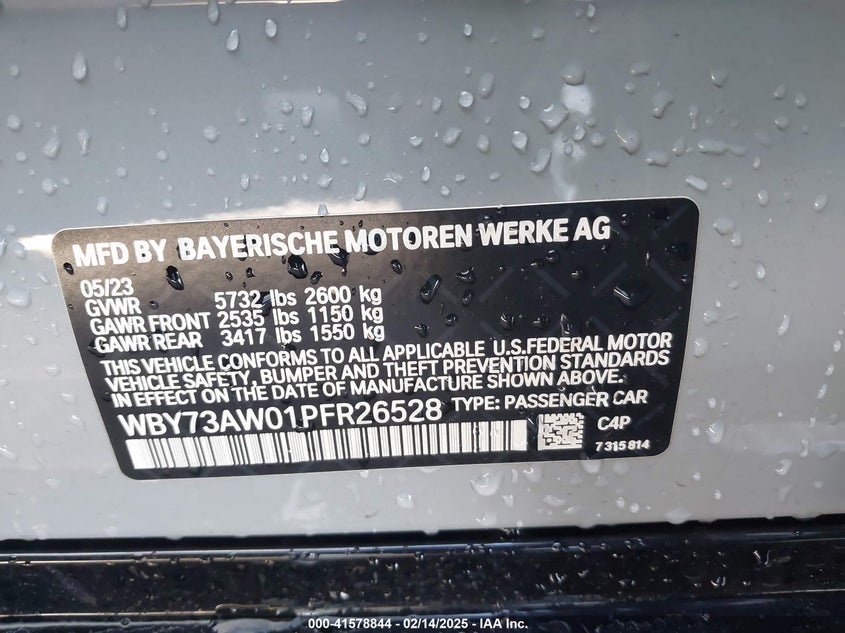 MFD BY BAYERISCHE MOTOREN WERKE AG
05/23
GVWR 5732 lbs 2600 kg
GAWR FRONT 2535 lbs 1150 kg
GAWR REAR 3417 lbs 1550 kg
THIS VEHICLE CONFORMS TO ALL APPLICABLE U.S.FEDERAL MOTOR
VEHICLE SAFETY, BUMPER AND THEFT PREVENTION STANDARDS
IN EFFECT ON THE DATE OF MANUFACTURE SHOWN ABOVE.
WBY73AW01PFR26528 TYPE: PASSENGER CAR
C4P
7 315 814
000-41578844 - 02/14/2025 - IAA Inc.